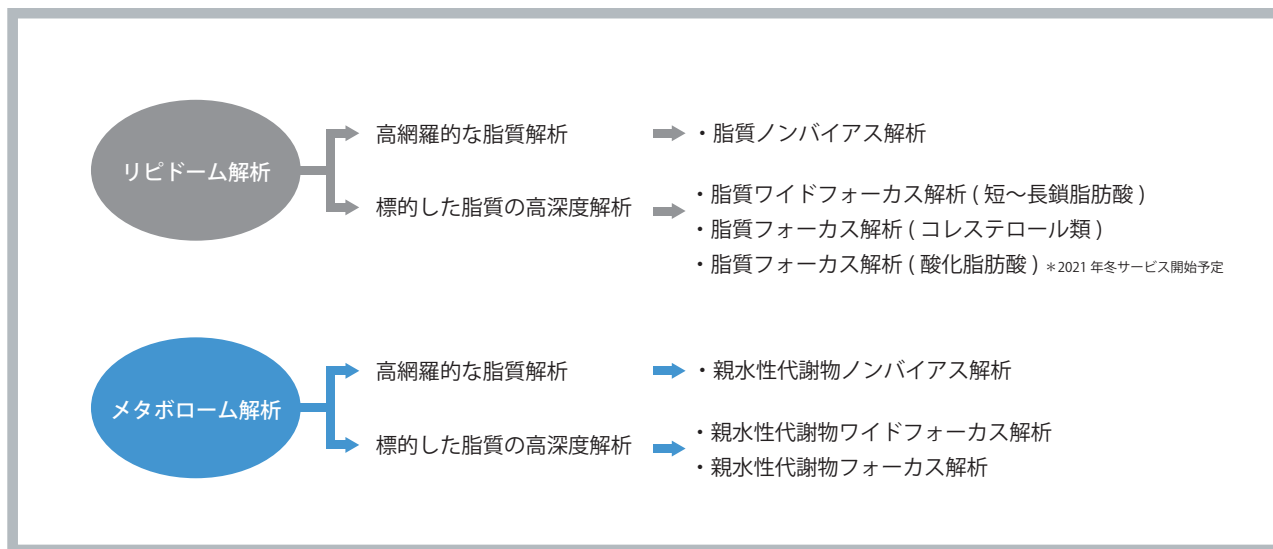 リピドーム解析
高網羅的な脂質解析
・脂質ノンバイアス解析
標的した脂質の高深度解析
・脂質ワイドフォーカス解析 ( 短～長鎖脂肪酸 )
・脂質フォーカス解析 ( コレステロール類 )
・脂質フォーカス解析 ( 酸化脂肪酸 ) ＊2021 年冬サービス開始予定
メタボローム解析
高網羅的な脂質解析
・親水性代謝物ノンバイアス解析
標的した脂質の高深度解析
・親水性代謝物ワイドフォーカス解析
・親水性代謝物フォーカス解析